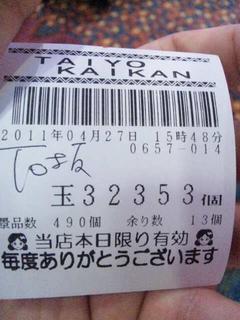 TAIYO
KAIKAN
2011年04月27日 15時48分
0657-014
玉32353個
景品数 490個 余り数 13個
当店本日限り有効
毎度ありがとうございます